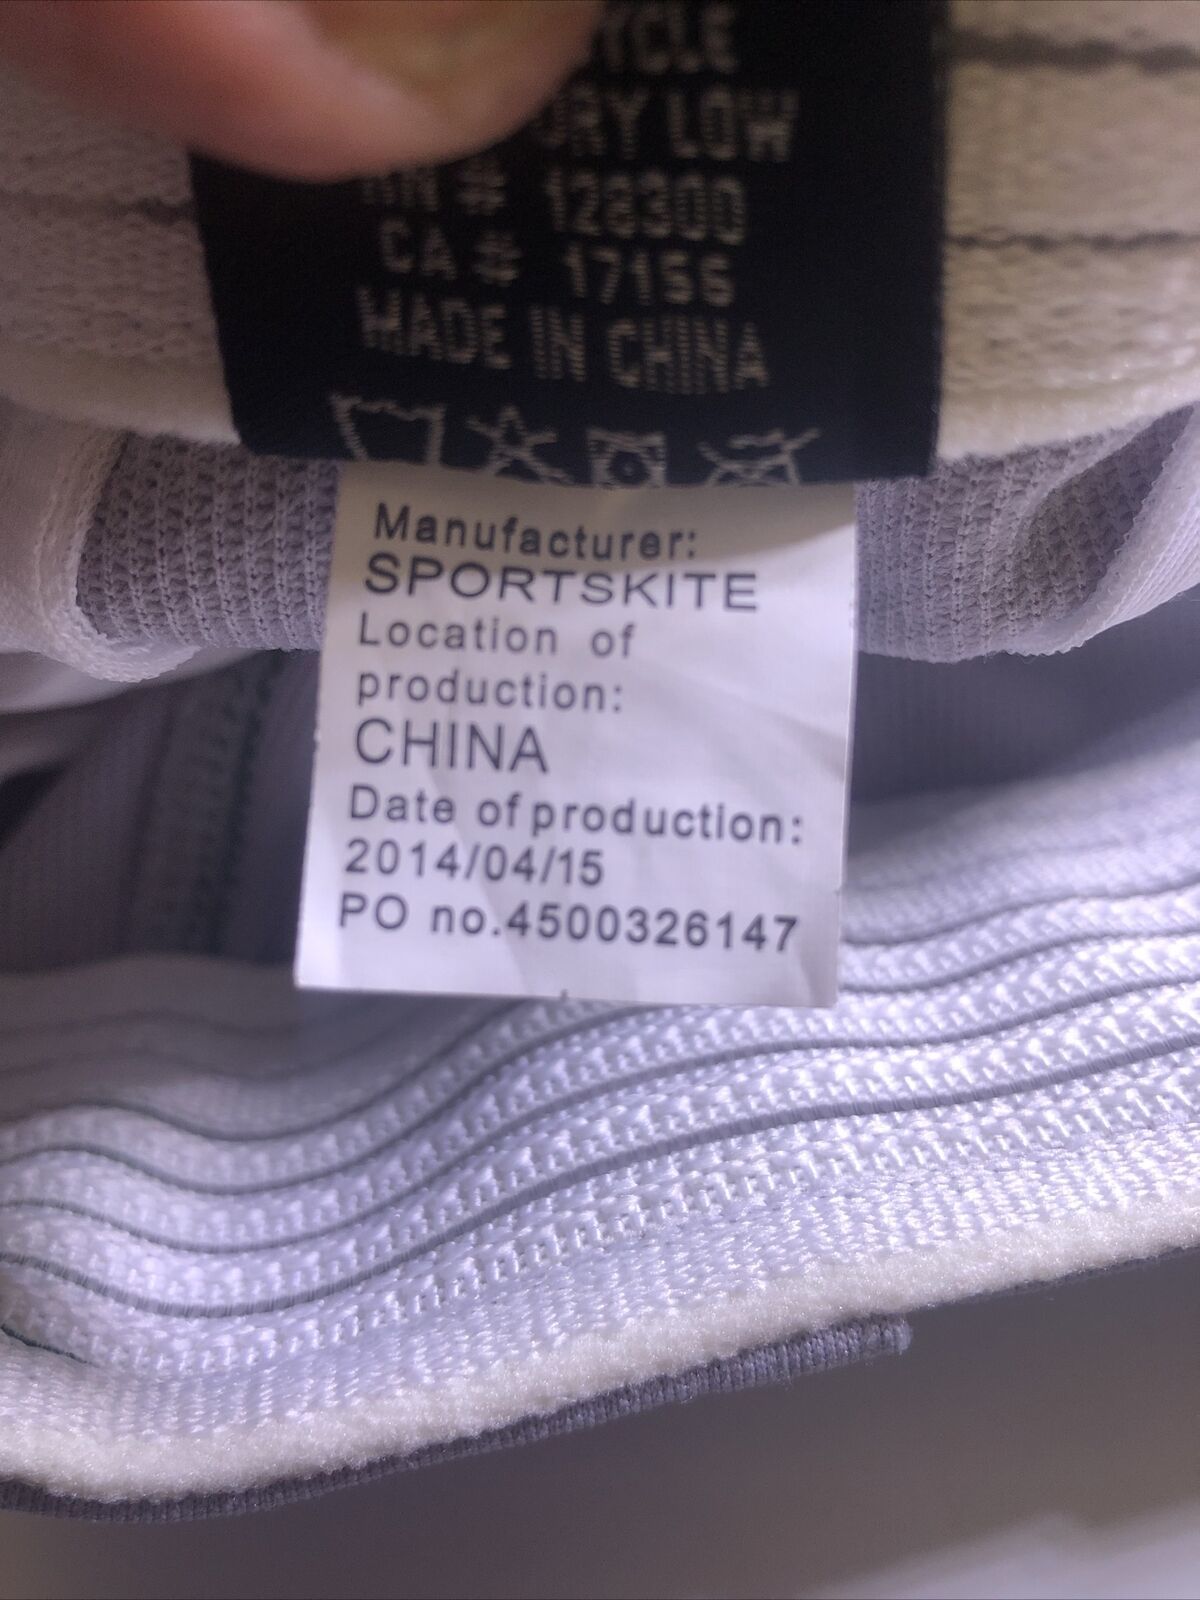 DRY LOW
RN # 128300
CA # 17156
MADE IN CHINA
Manufacturer:
SPORTSKITE
Location of
production:
CHINA
Date of production:
2014/04/15
PO no.4500326147